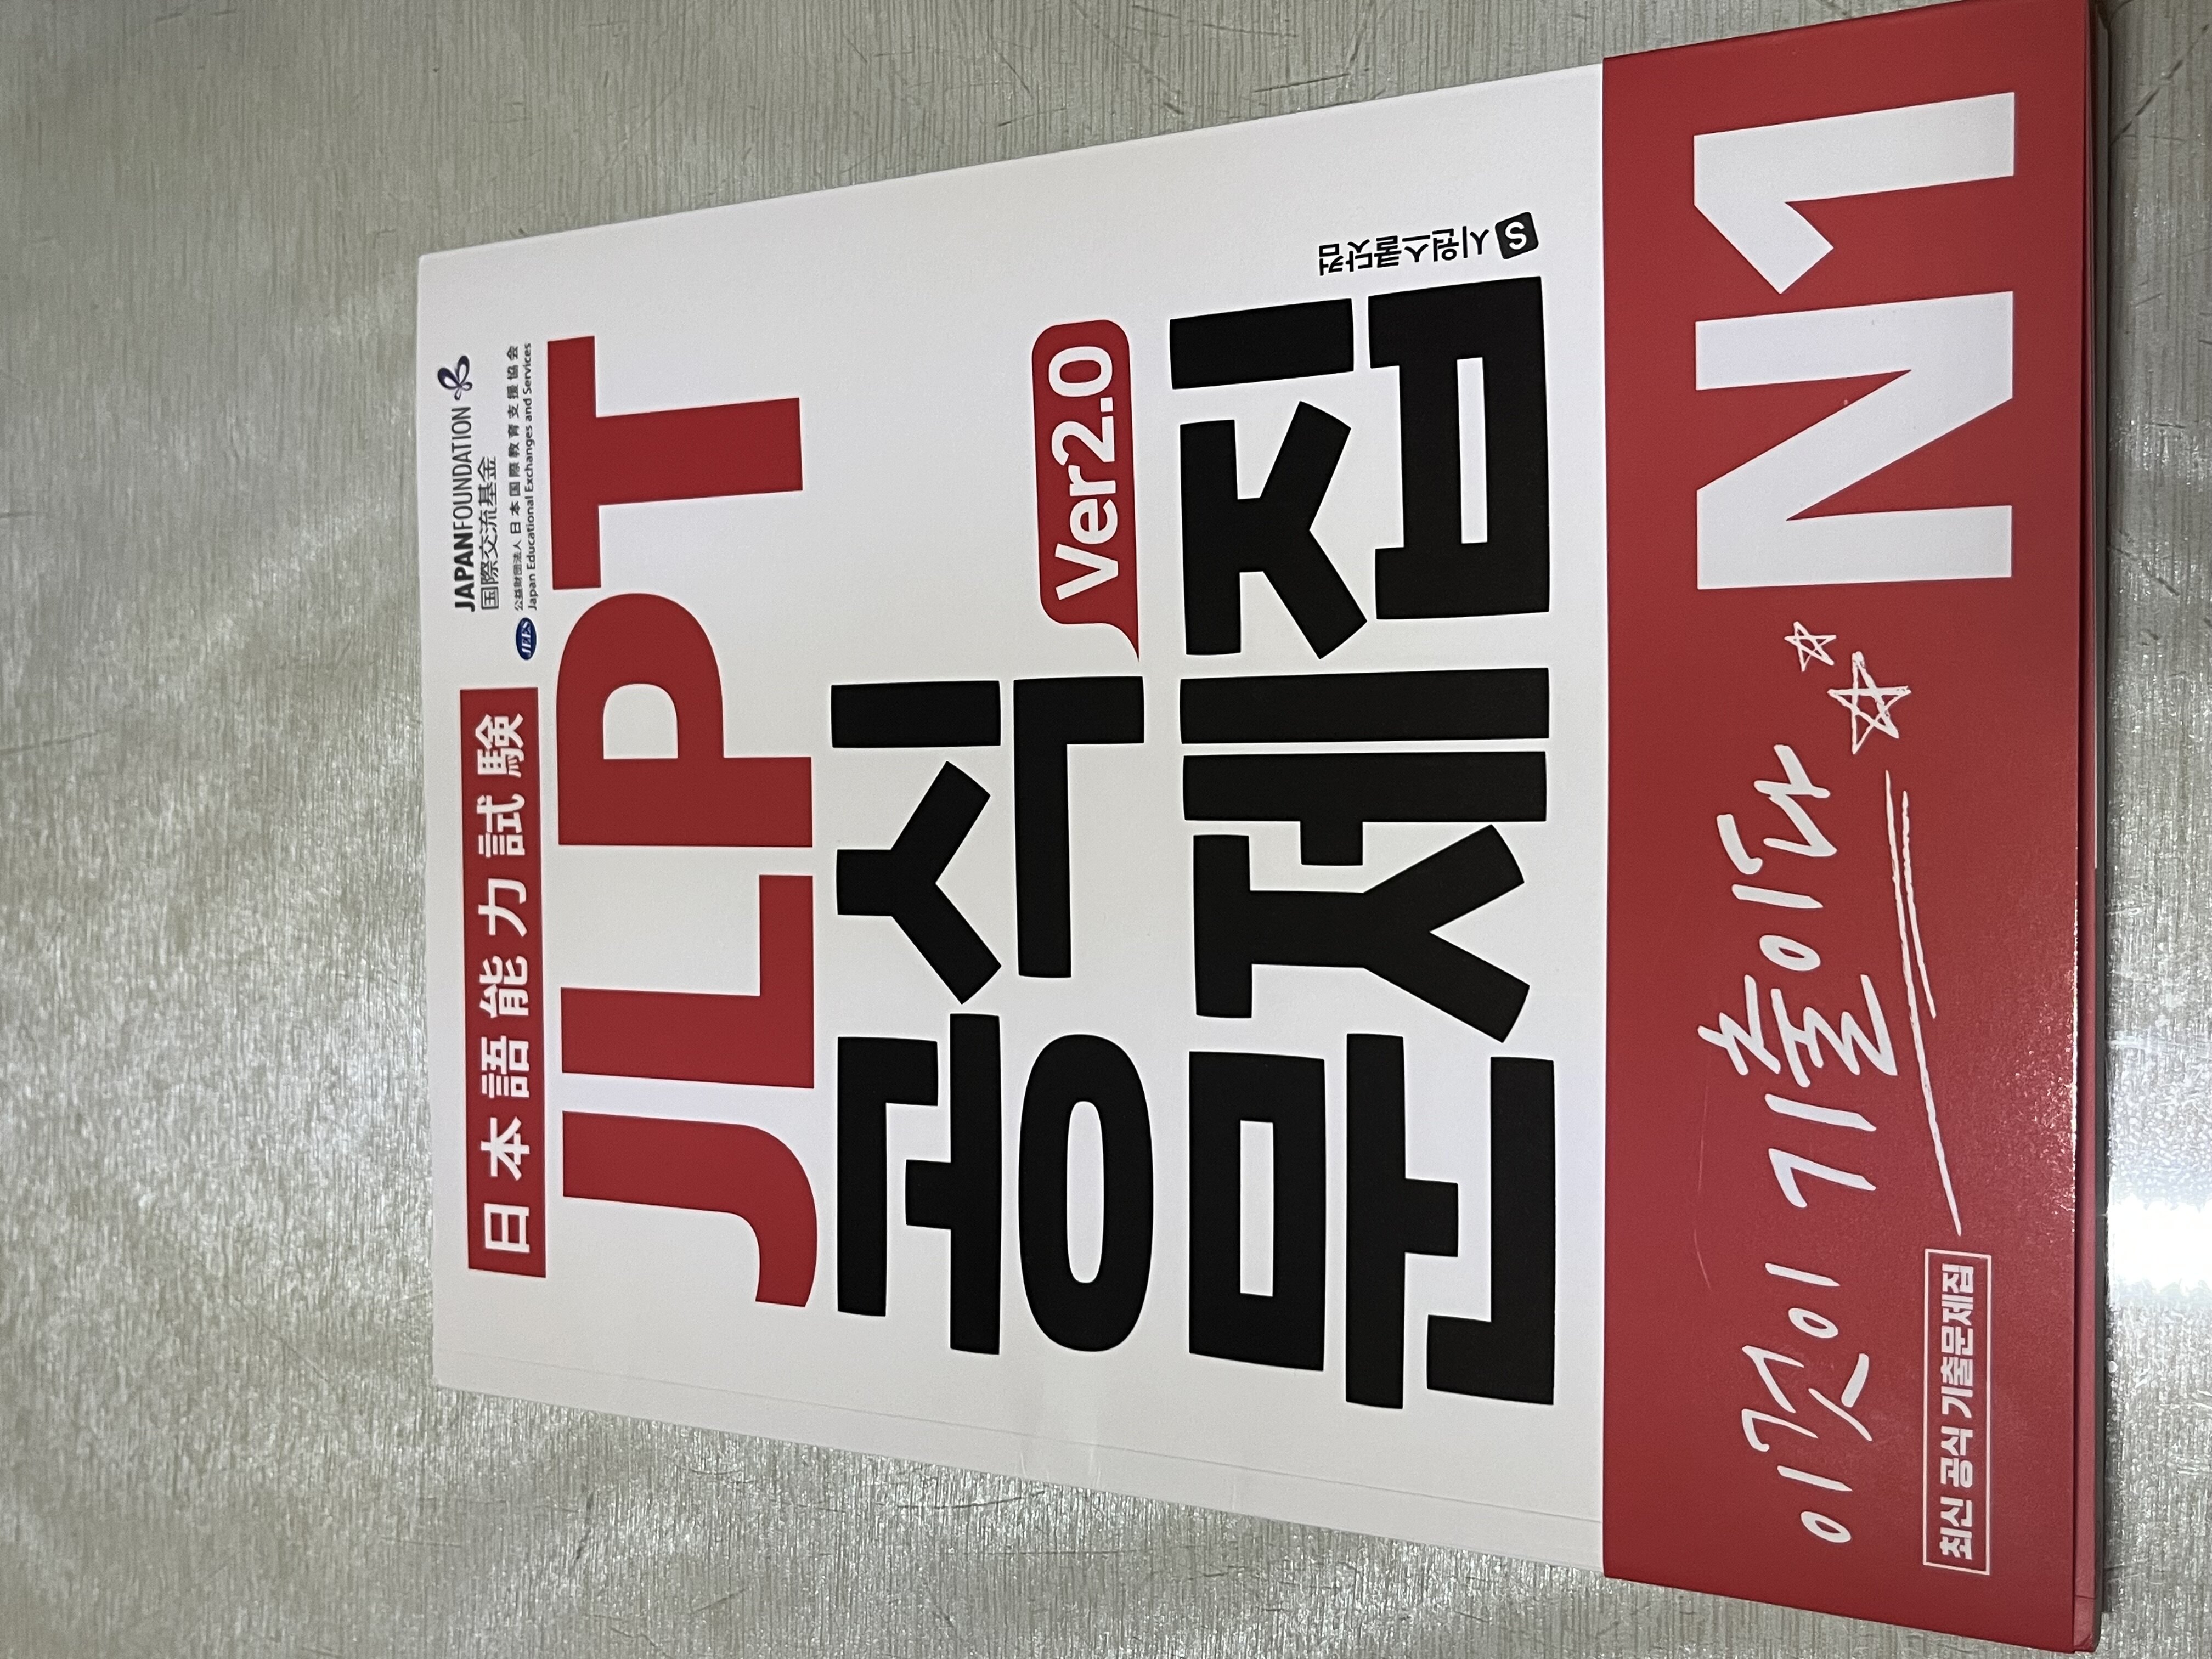 日本語能力試験
JAPANFOUNDATION
国際交流基金
JEES 公益財団法人 日本国際教育支援協会
Japan Educational Exchanges and Services
JLPT
공식
Ver2.0
문제집
S 시원스쿨닷컴
이것이 기출이다
최신 공식 기출문제집
N1